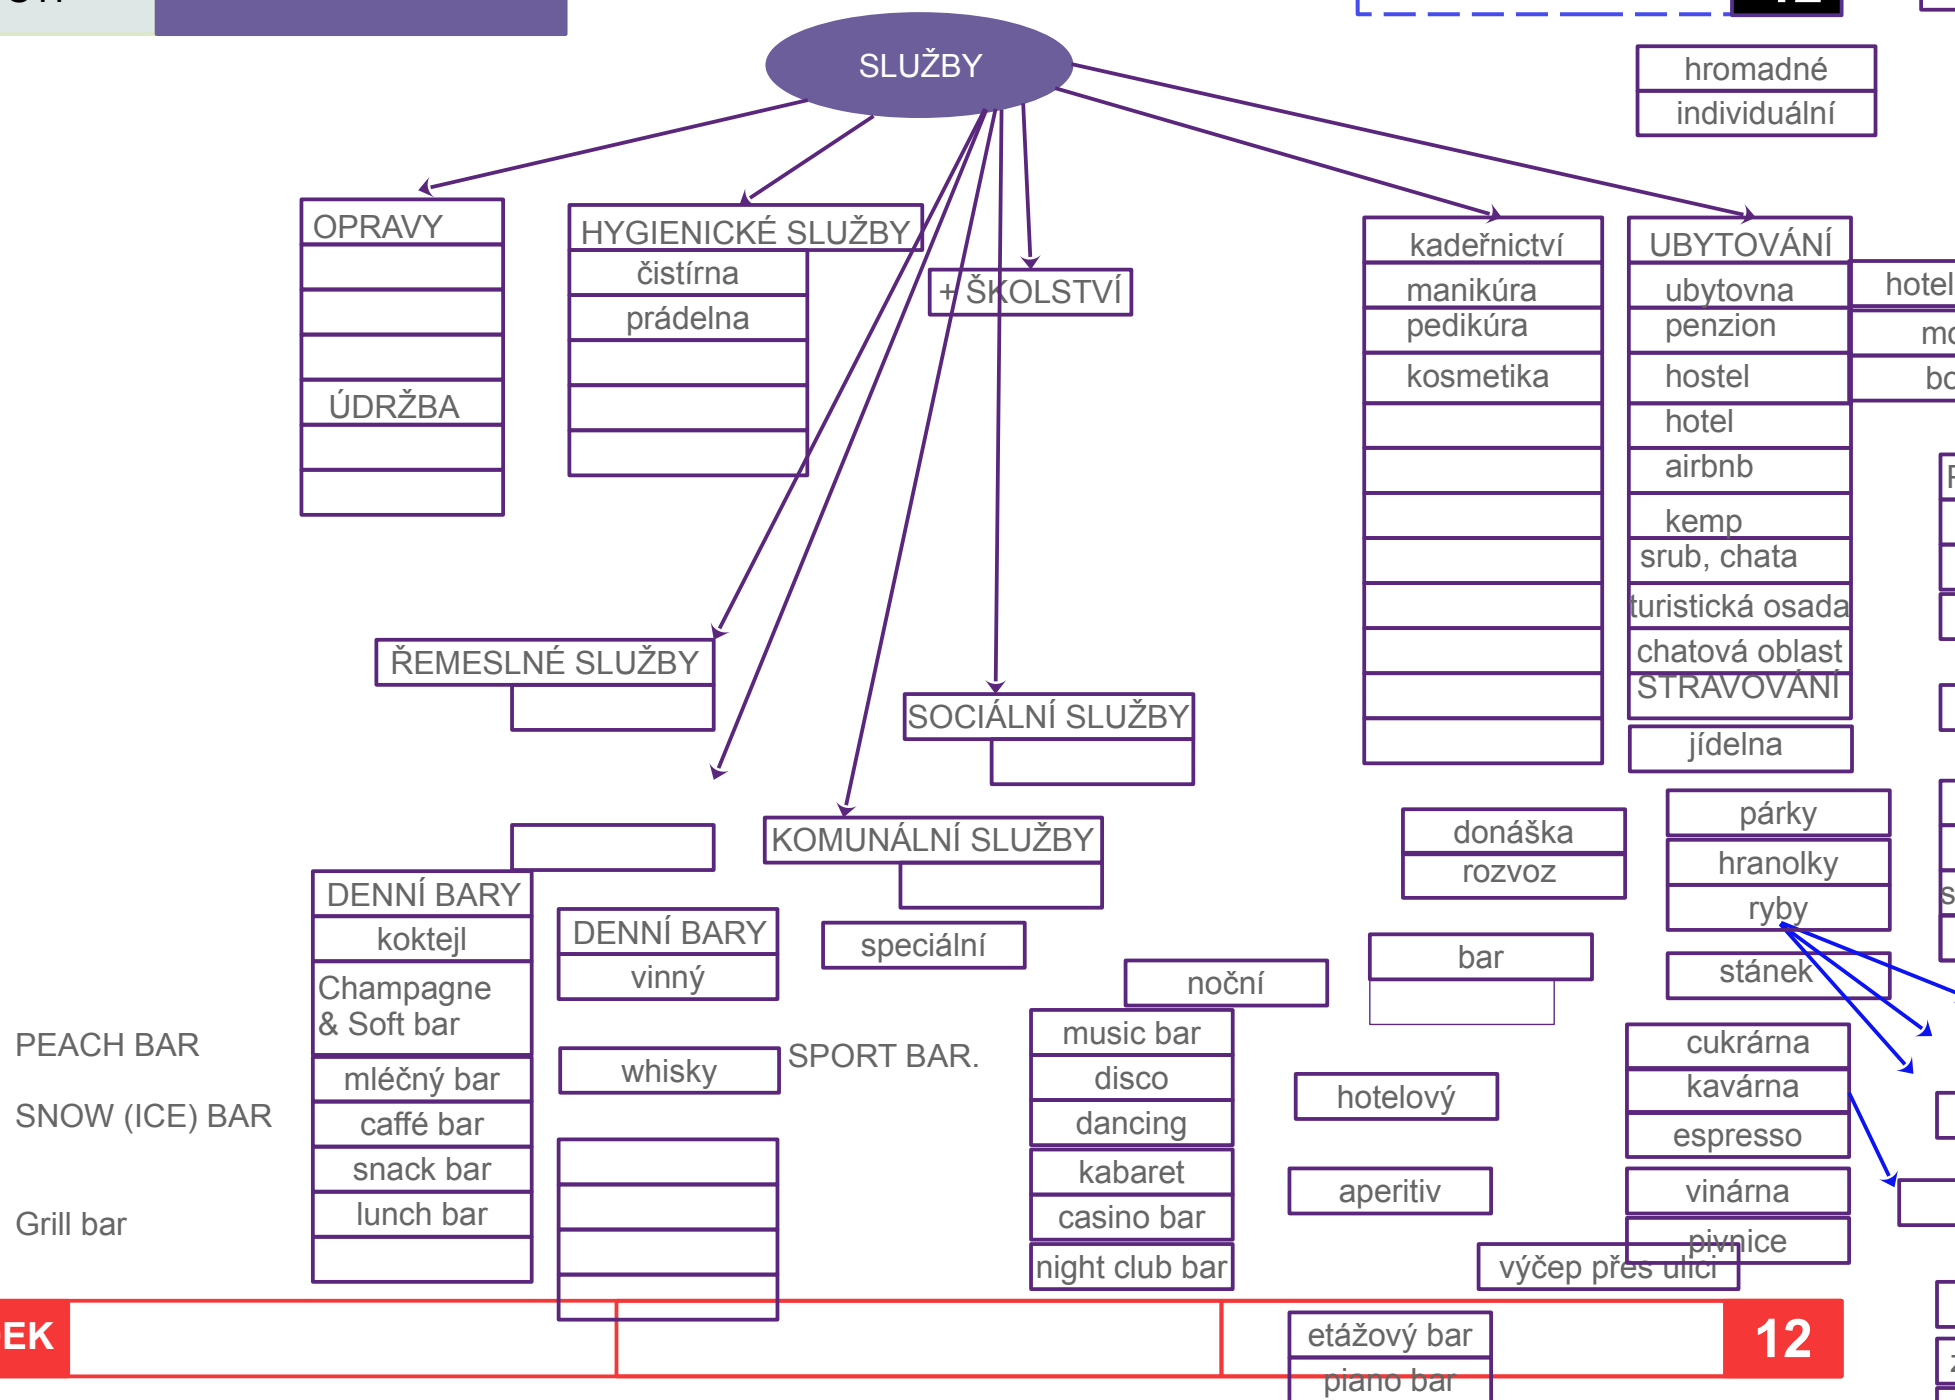 SLUŽBY
hromadné
individuální
OPRAVY
HYGIENICKÉ SLUŽBY
kadeřnictví
UBYTOVÁNÍ
čistírna
+ ŠKOLSTVÍ
manikúra
ubytovna
hotel
prádelna
pedikúra
penzion
kosmetika
hostel
ÚDRŽBA
hotel
airbnb
kemp
srub, chata
turistická osada
chatová oblast
ŘEMESLNÉ SLUŽBY
STRAVOVÁNÍ
SOCIÁLNÍ SLUŽBY
jídelna
párky
KOMUNÁLNÍ SLUŽBY
donáška
hranolky
rozvoz
DENNÍ BARY
ryby
koktejl
DENNÍ BARY
speciální
bar
vinný
noční
stánek
Champagne
& Soft bar
music bar
cukrárna
PEACH BAR
whisky
SPORT BAR.
mléčný bar
disco
hotelový
kavárna
SNOW (ICE) BAR
caffé bar
dancing
espresso
snack bar
kabaret
aperitiv
vinárna
Grill bar
lunch bar
casino bar
pivnice
night club bar
výčep přes ulici
EK
etážový bar
12
piano bar